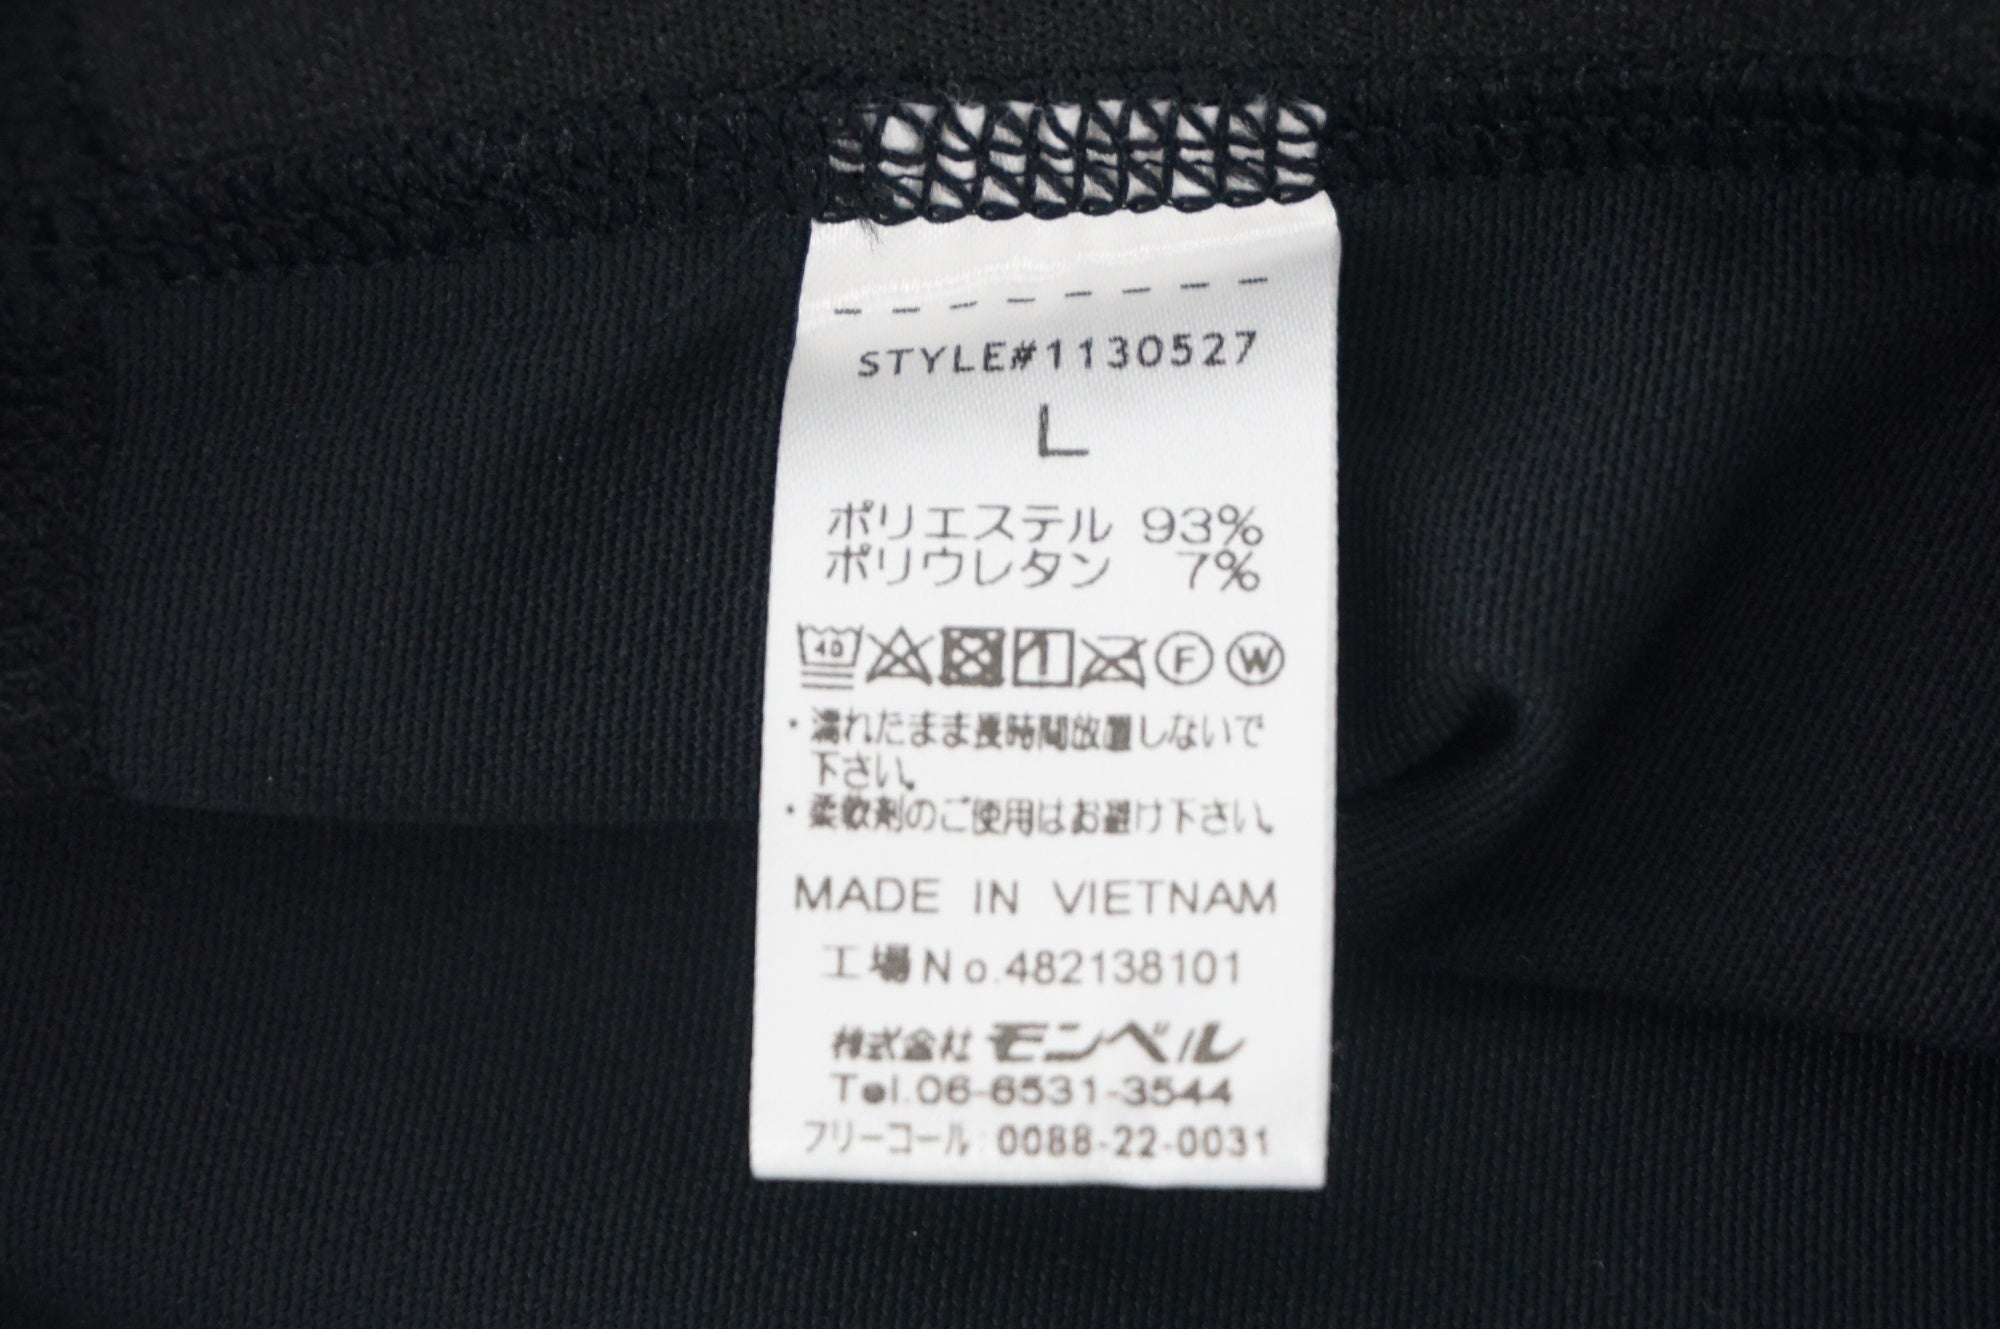 STYLE#1130527
L
ポリエステル 93%
ポリウレタン 7%
40 1 F W
・濡れたまま長時間放置しないで
下さい。
・柔軟剤のご使用はお避け下さい。
MADE IN VIETNAM
工場No.482138101
株式会社 モンベル
Tel.06-6531-3544
フリーコール:0088-22-0031